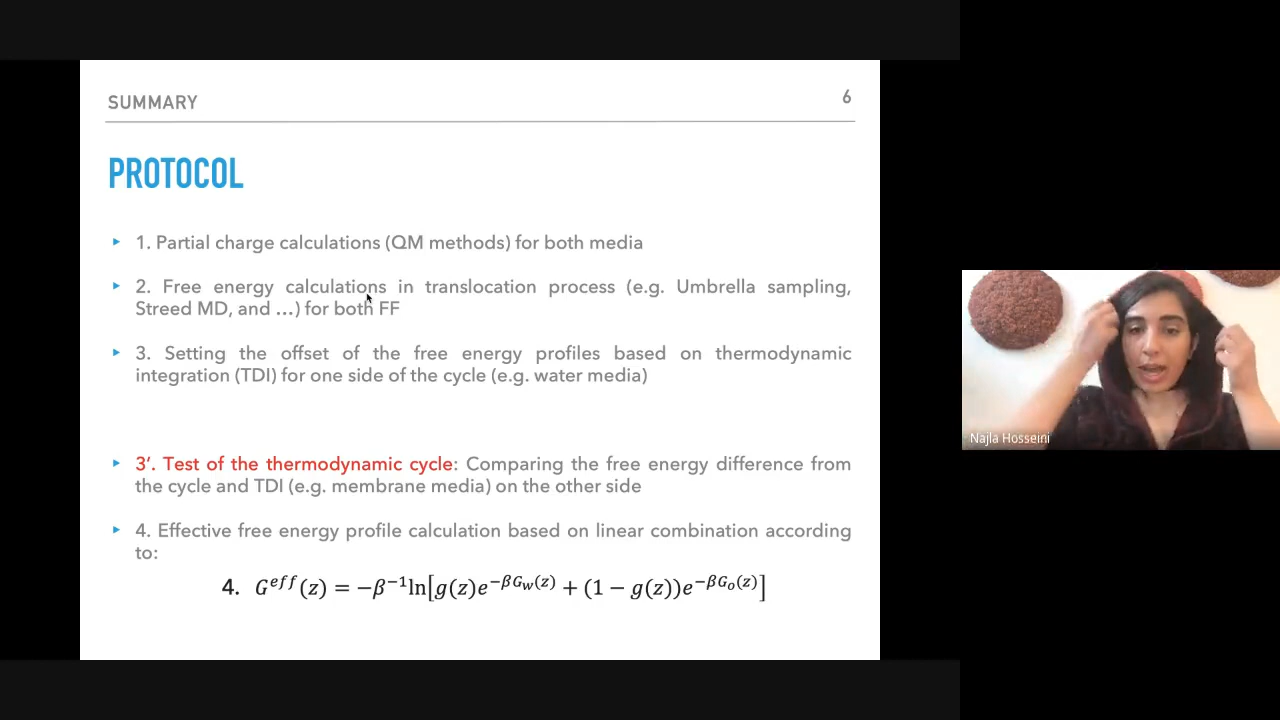 SUMMARY
6
PROTOCOL
▸ 1. Partial charge calculations (QM methods) for both media
▸ 2. Free energy calculations in translocation process (e.g. Umbrella sampling,
Streed MD, and ...) for both FF
▸ 3. Setting the offset of the free energy profiles based on thermodynamic
integration (TDI) for one side of the cycle (e.g. water media)
▸ 3′. Test of the thermodynamic cycle: Comparing the free energy difference from
the cycle and TDI (e.g. membrane media) on the other side
▸ 4. Effective free energy profile calculation based on linear combination according
to:
4. G^{eff}(z) = −β^{−1}ln[g(z)e^{−βG_w(z)} + (1 − g(z))e^{−βG_o(z)}]
Najla Hosseini